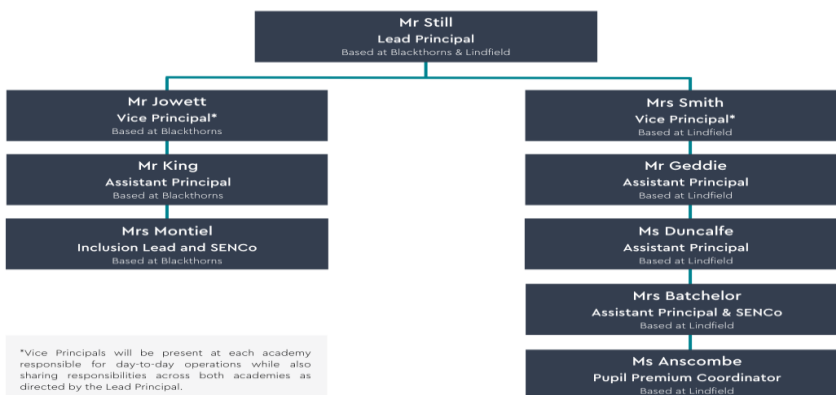 Mr Still
Lead Principal
Based at Blackthorns & Lindfield
Mr Jowett
Vice Principal*
Based at Blackthorns
Mr King
Assistant Principal
Based at Blackthorns
Mrs Montiel
Inclusion Lead and SENCo
Based at Blackthorns
Mrs Smith
Vice Principal*
Based at Lindfield
Mr Geddie
Assistant Principal
Based at Lindfield
Ms Duncalfe
Assistant Principal
Based at Lindfield
Mrs Batchelor
Assistant Principal & SENCo
Based at Lindfield
Ms Anscombe
Pupil Premium Coordinator
Based at Lindfield
*Vice Principals will be present at each academy
responsible for day-to-day operations while also
sharing responsibilities across both academies as
directed by the Lead Principal.